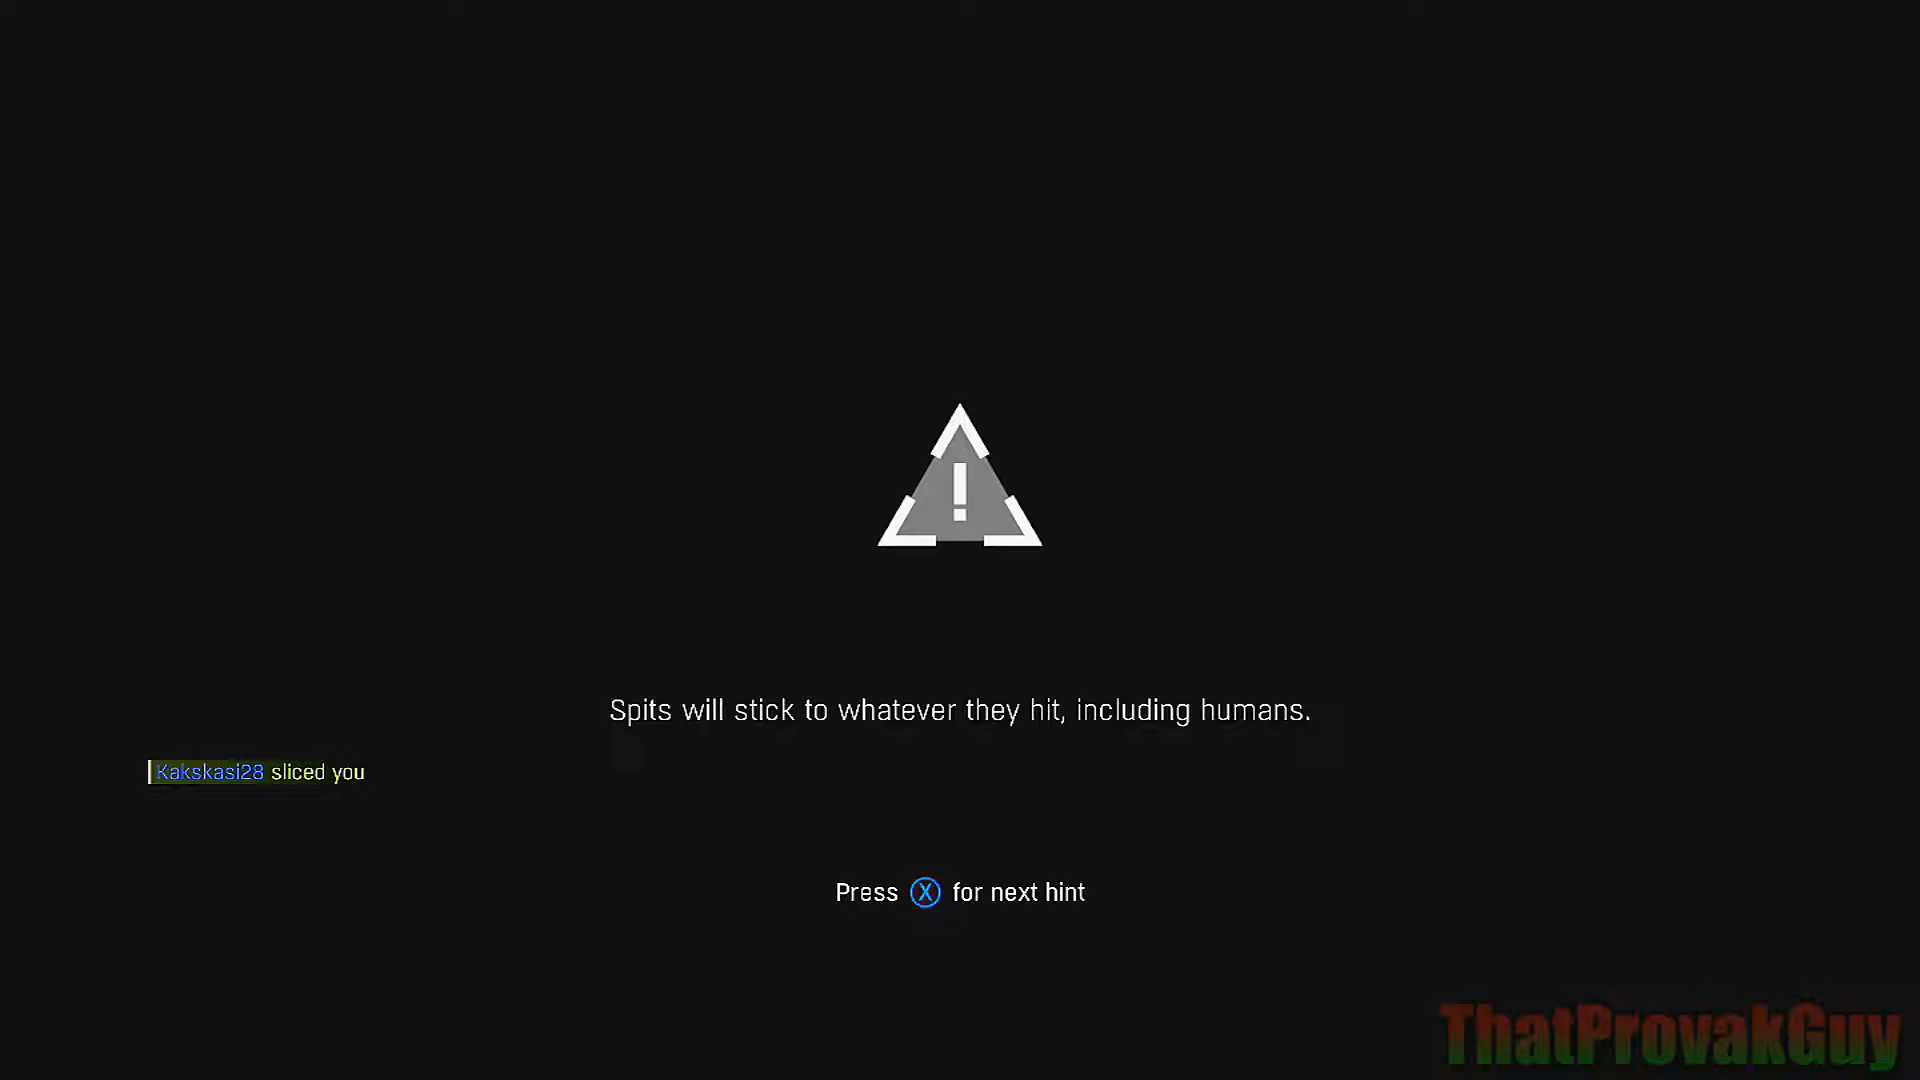 !
Spits will stick to whatever they hit, including humans.
Kakskasi28 sliced you
Press X for next hint
ThatProvakGuy